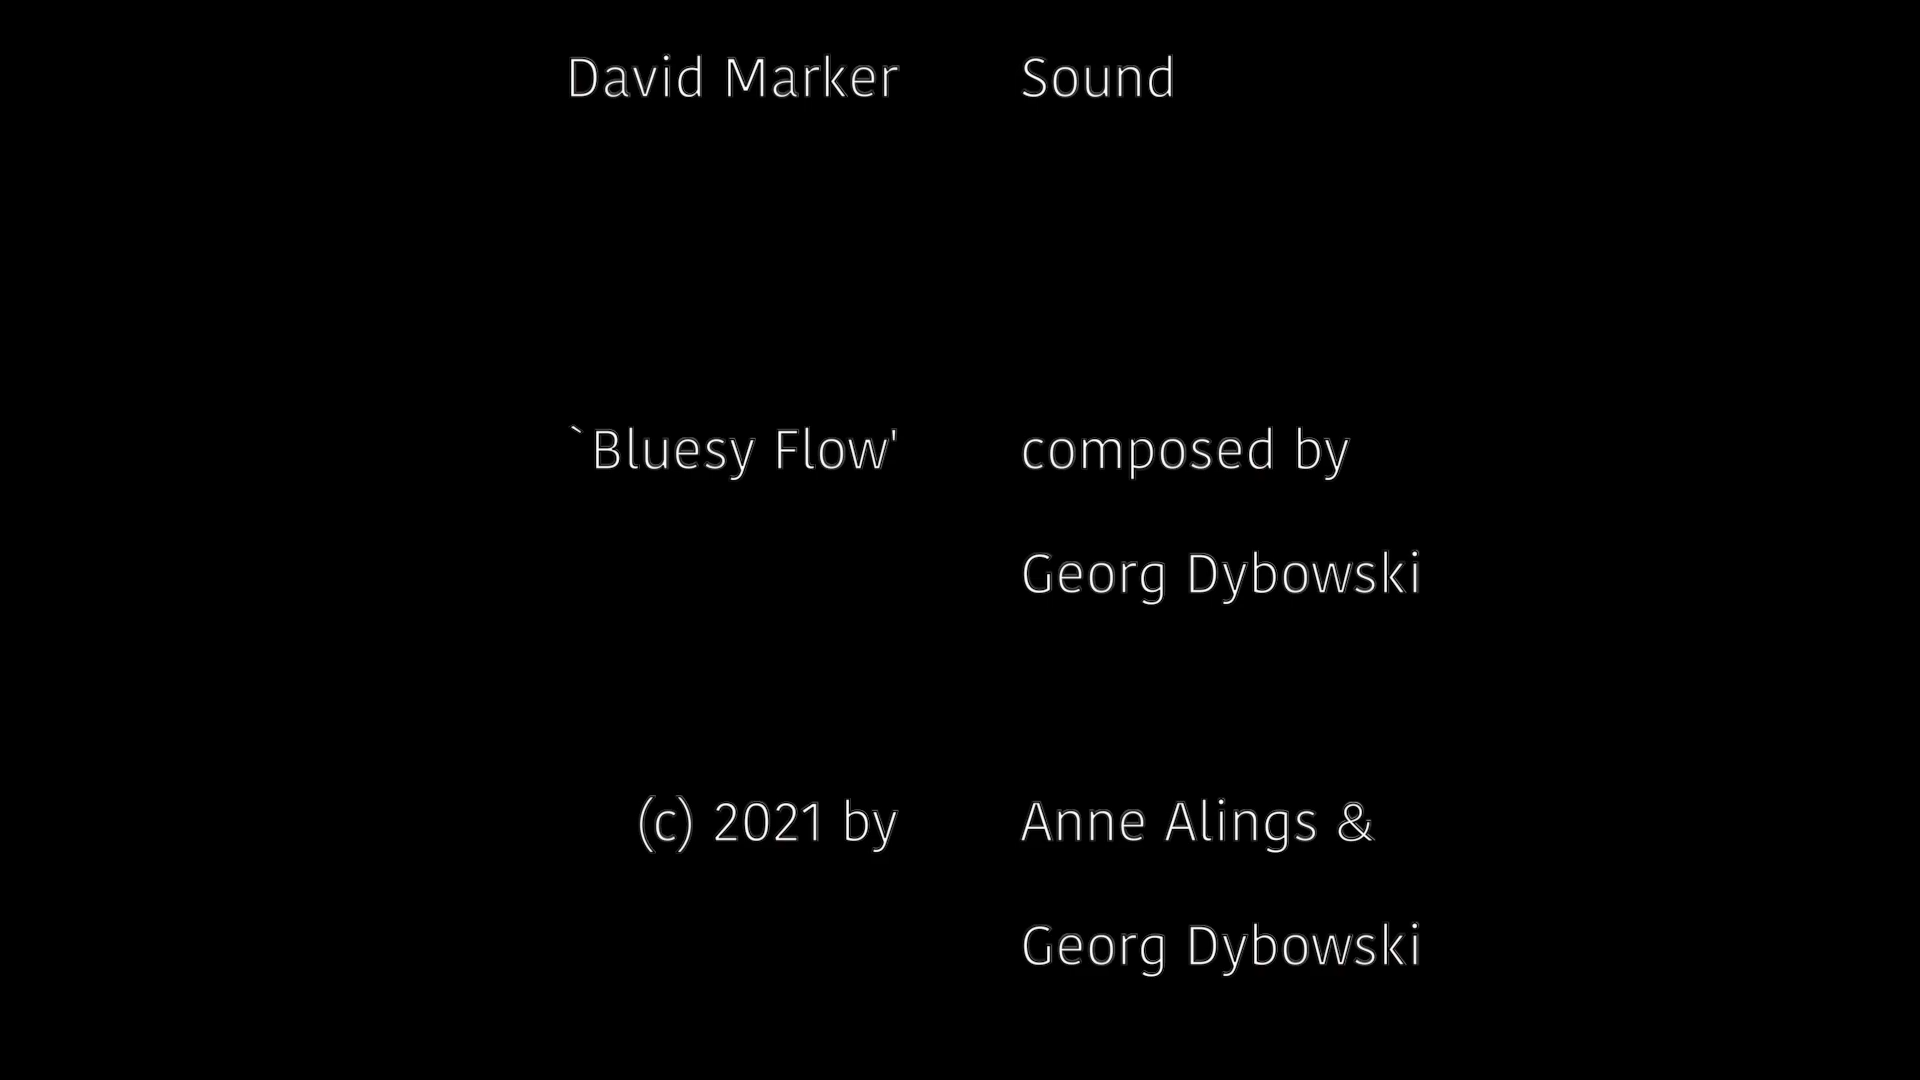 David Marker Sound
`Bluesy Flow' composed by
Georg Dybowski
(c) 2021 by Anne Alings &
Georg Dybowski